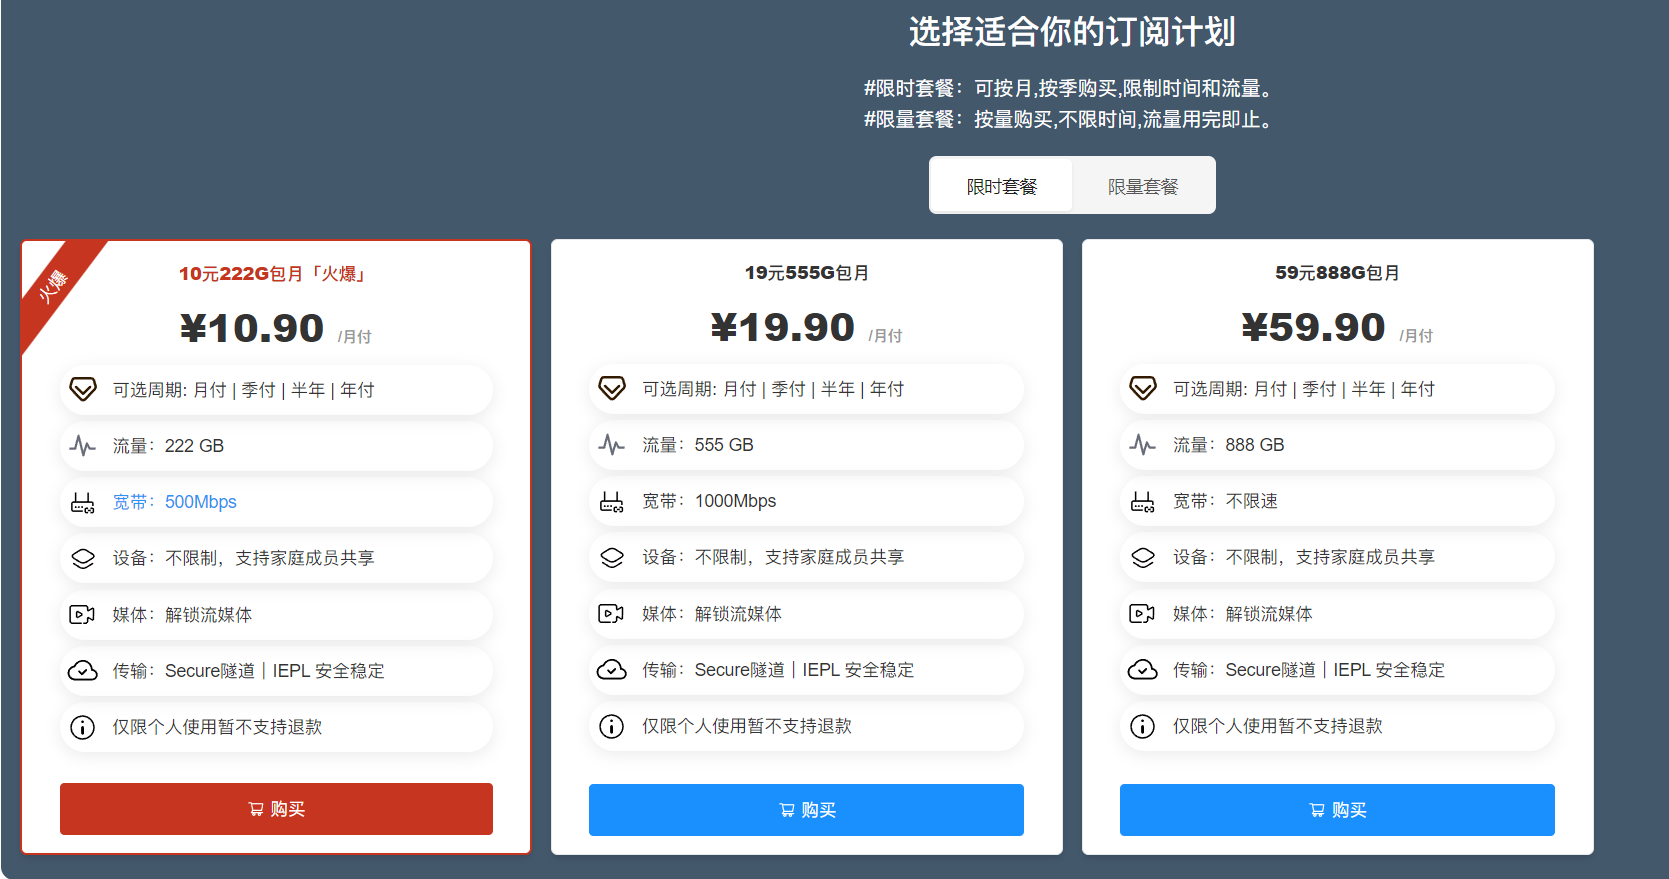 选择适合你的订阅计划
#限时套餐：可按月,按季购买,限制时间和流量。
#限量套餐：按量购买,不限时间,流量用完即止。
限时套餐
限量套餐
火爆
10元222G包月「火爆」
¥10.90 /月付
可选周期: 月付 | 季付 | 半年 | 年付
流量：222 GB
宽带：500Mbps
设备：不限制，支持家庭成员共享
媒体：解锁流媒体
传输：Secure隧道｜IEPL 安全稳定
仅限个人使用暂不支持退款
购买
19元555G包月
¥19.90 /月付
可选周期: 月付 | 季付 | 半年 | 年付
流量：555 GB
宽带：1000Mbps
设备：不限制，支持家庭成员共享
媒体：解锁流媒体
传输：Secure隧道｜IEPL 安全稳定
仅限个人使用暂不支持退款
购买
59元888G包月
¥59.90 /月付
可选周期: 月付 | 季付 | 半年 | 年付
流量：888 GB
宽带：不限速
设备：不限制，支持家庭成员共享
媒体：解锁流媒体
传输：Secure隧道｜IEPL 安全稳定
仅限个人使用暂不支持退款
购买